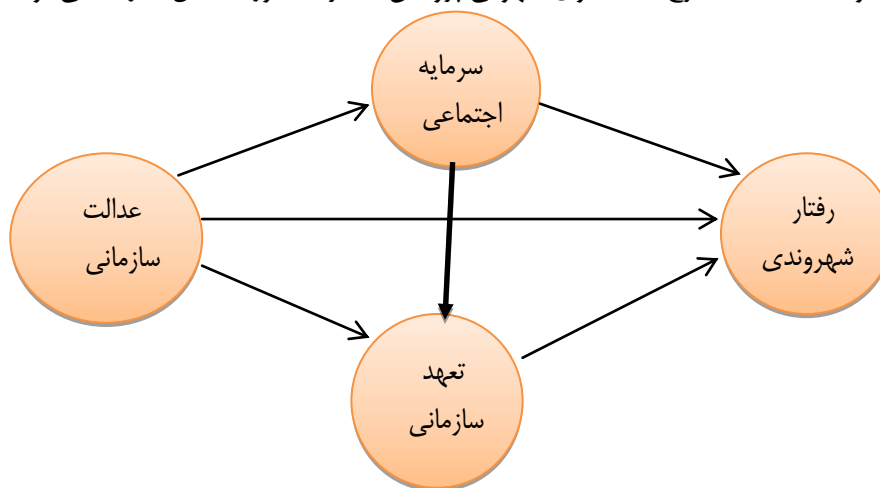 سرمایه
اجتماعی
عدالت
سازمانی
رفتار
شهروندی
تعهد
سازمانی